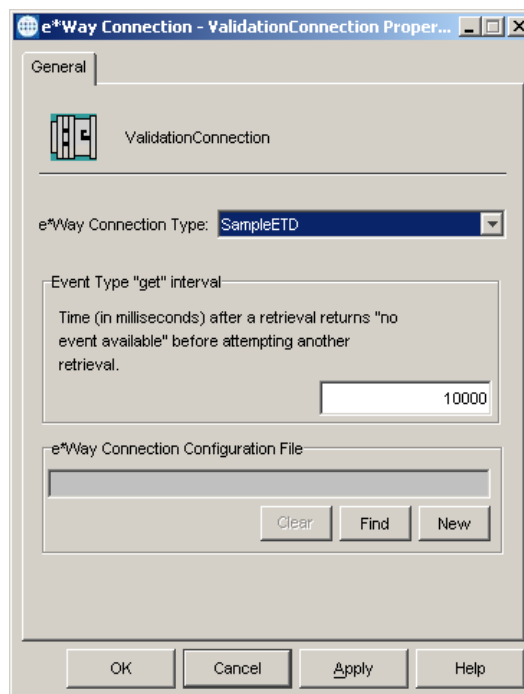 e*Way Connection - ValidationConnection Proper...
General
ValidationConnection
e*Way Connection Type: SampleETD
Event Type "get" interval
Time (in milliseconds) after a retrieval returns "no
event available" before attempting another
retrieval.
10000
e*Way Connection Configuration File
Clear Find New
OK Cancel Apply Help